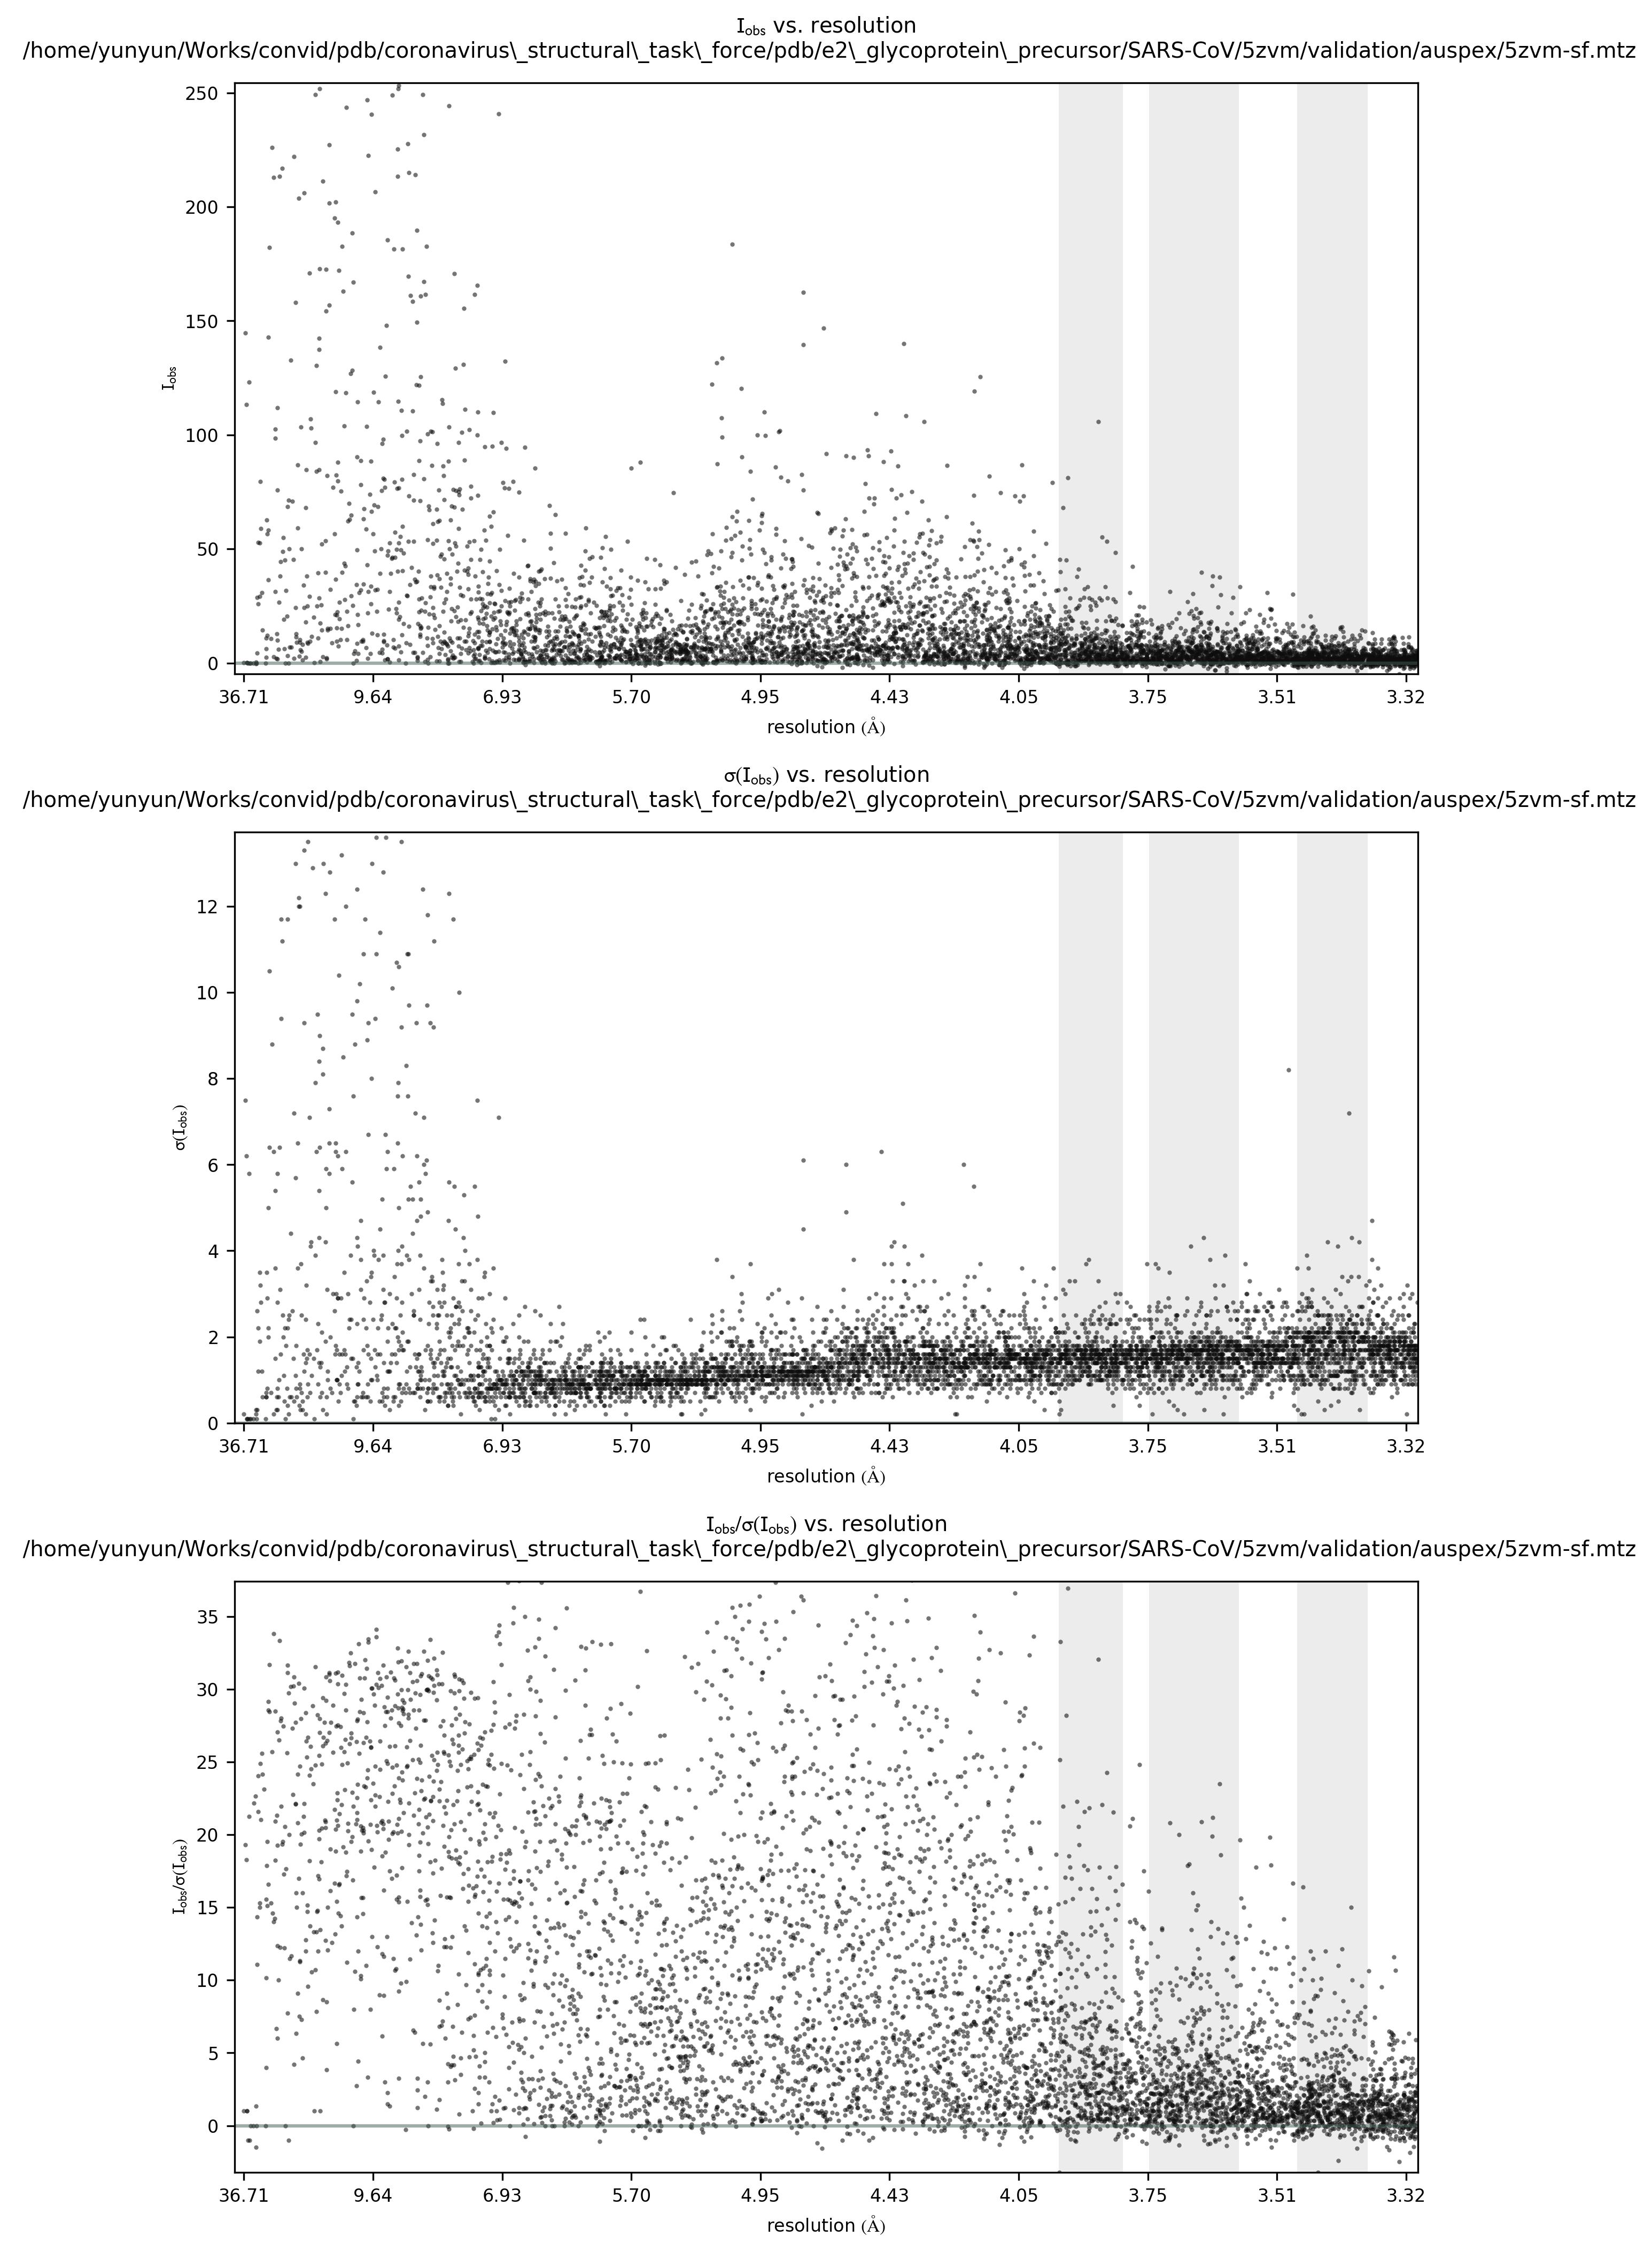 Iobs vs. resolution
/home/yunyun/Works/convid/pdb/coronavirus\_structural\_task\_force/pdb/e2\_glycoprotein\_precursor/SARS-CoV/5zvm/validation/auspex/5zvm-sf.mtz
250
200
150
100
50
0
Iobs
36.71 9.64 6.93 5.70 4.95 4.43 4.05 3.75 3.51 3.32
resolution (Å)
σ(Iobs) vs. resolution
/home/yunyun/Works/convid/pdb/coronavirus\_structural\_task\_force/pdb/e2\_glycoprotein\_precursor/SARS-CoV/5zvm/validation/auspex/5zvm-sf.mtz
12
10
8
6
4
2
0
σ(Iobs)
36.71 9.64 6.93 5.70 4.95 4.43 4.05 3.75 3.51 3.32
resolution (Å)
Iobs/σ(Iobs) vs. resolution
/home/yunyun/Works/convid/pdb/coronavirus\_structural\_task\_force/pdb/e2\_glycoprotein\_precursor/SARS-CoV/5zvm/validation/auspex/5zvm-sf.mtz
35
30
25
20
15
10
5
0
Iobs/σ(Iobs)
36.71 9.64 6.93 5.70 4.95 4.43 4.05 3.75 3.51 3.32
resolution (Å)